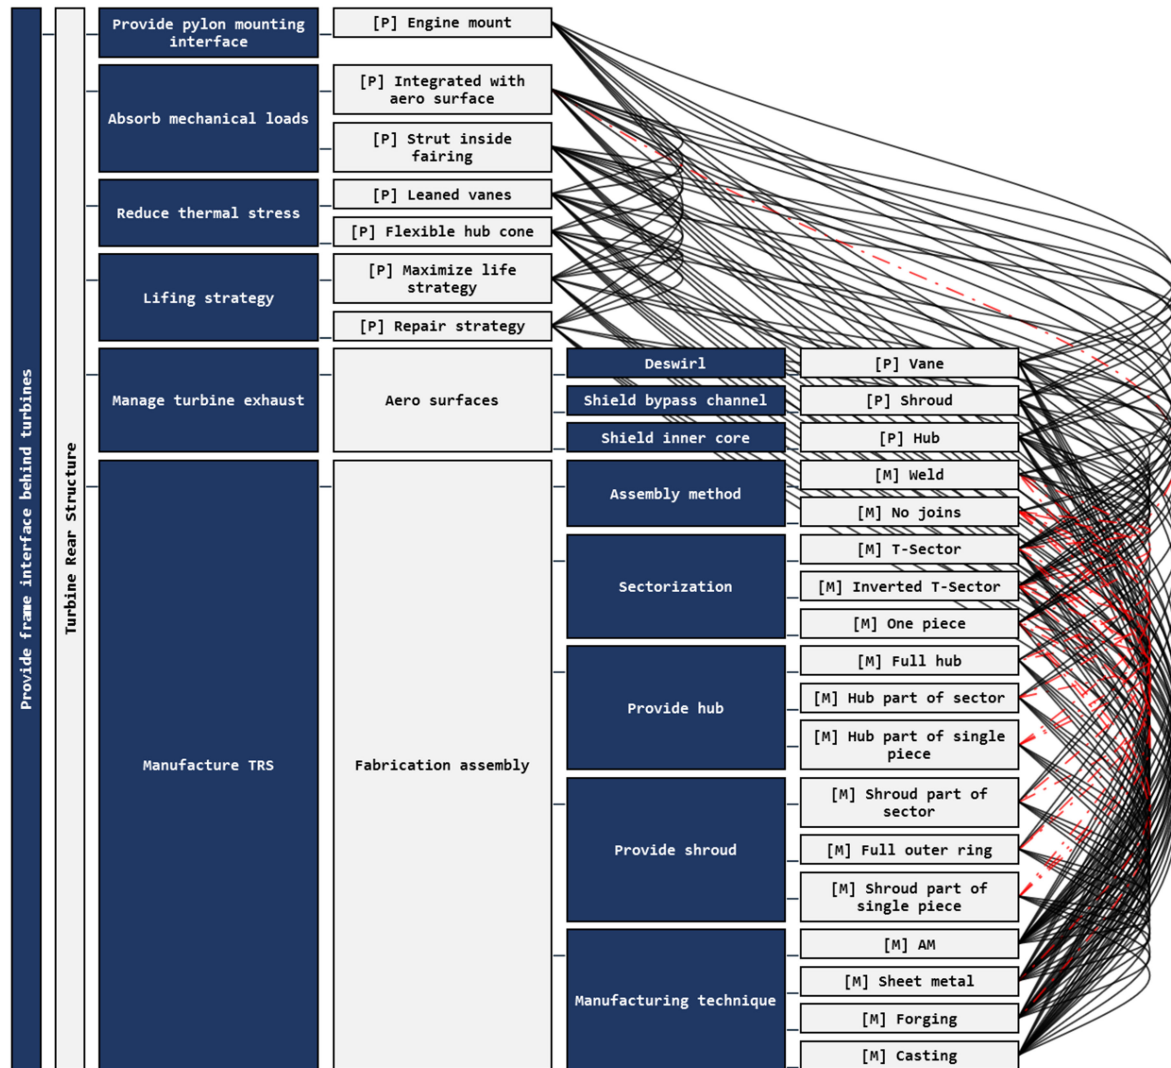 Provide frame interface behind turbines
Turbine Rear Structure
Provide pylon mounting
interface
[P] Engine mount
Absorb mechanical loads
[P] Integrated with
aero surface
[P] Strut inside
fairing
Reduce thermal stress
[P] Leaned vanes
[P] Flexible hub cone
Lifing strategy
[P] Maximize life
strategy
[P] Repair strategy
Manage turbine exhaust
Aero surfaces
Deswirl
[P] Vane
Shield bypass channel
[P] Shroud
Shield inner core
[P] Hub
Manufacture TRS
Fabrication assembly
Assembly method
[M] Weld
[M] No joins
Sectorization
[M] T-Sector
[M] Inverted T-Sector
[M] One piece
Provide hub
[M] Full hub
[M] Hub part of sector
[M] Hub part of single
piece
Provide shroud
[M] Shroud part of
sector
[M] Full outer ring
[M] Shroud part of
single piece
Manufacturing technique
[M] AM
[M] Sheet metal
[M] Forging
[M] Casting